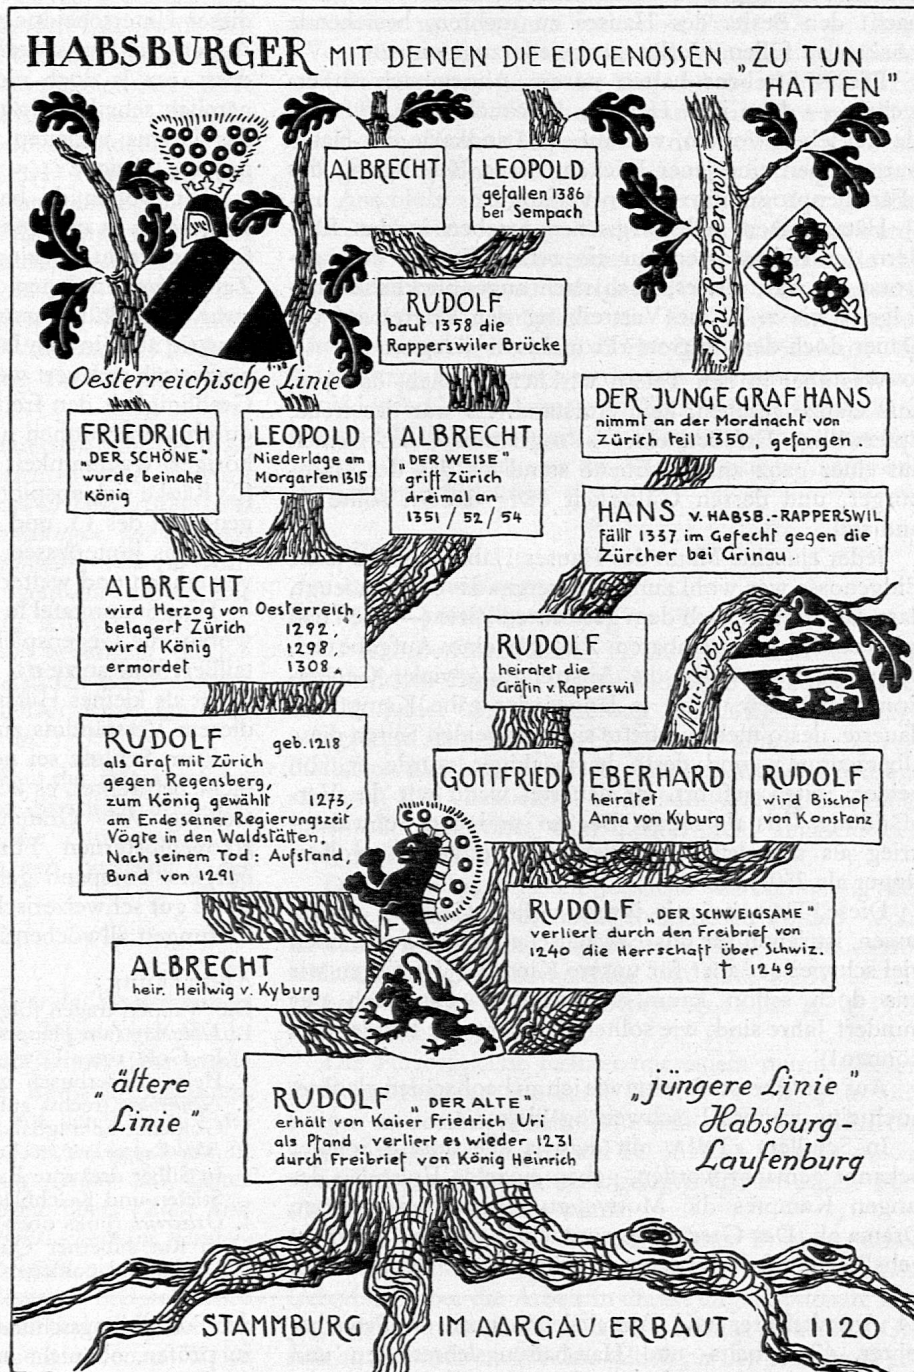 HABSBURGER MIT DENEN DIE EIDGENOSSEN ZU TUN
HATTEN"
ALBRECHT
LEOPOLD
gefallen 1386
bei Sempach
Neu-Rapperswil
RUDOLF
baut 1358 die
Rapperswiler Brücke
Oesterreichische "Linie"
FRIEDRICH
"DER SCHÖNE"
wurde beinahe
König
LEOPOLD
Niederlage am
Morgarten 1315
ALBRECHT
"DER WEISE"
griff Zürich
dreimal an
1351 / 52 / 54
DER JUNGE GRAF HANS
nimmt an der Mordnacht von
Zürich teil 1350, gefangen.
HANS v. HABSB.-RAPPERSWIL
fällt 1337 im Gefecht gegen die
Zürcher bei Grinau.
ALBRECHT
wird Herzog von Oesterreich,
belagert Zürich 1292,
wird König 1298
ermordet 1308
RUDOLF
heiratet die
Gräfin v. Rapperswil
Neu-Kyburg
RUDOLF geb. 1218
als Graf mit Zürich
gegen Regensberg,
zum König gewählt 1273,
am Ende seiner Regierungszeit
Vögte in den Waldstätten.
Nach seinem Tod: Aufstand,
Bund von 1291
GOTTFRIED
EBERHARD
heiratet
Anna von Kyburg
RUDOLF
wird Bischof
von Konstanz
RUDOLF "DER SCHWEIGSAME"
verliert durch den Freibrief von
1240 die Herrschaft über Schwiz.
† 1249
ALBRECHT
heir. Heilwig v. Kyburg
"ältere
Linie"
RUDOLF "DER ALTE"
erhält von Kaiser Friedrich Uri
als Pfand, verliert es wieder 1231
durch Freibrief von König Heinrich
"jüngere Linie"
Habsburg-
Laufenburg
STAMMBURG IM AARGAU ERBAUT 1120